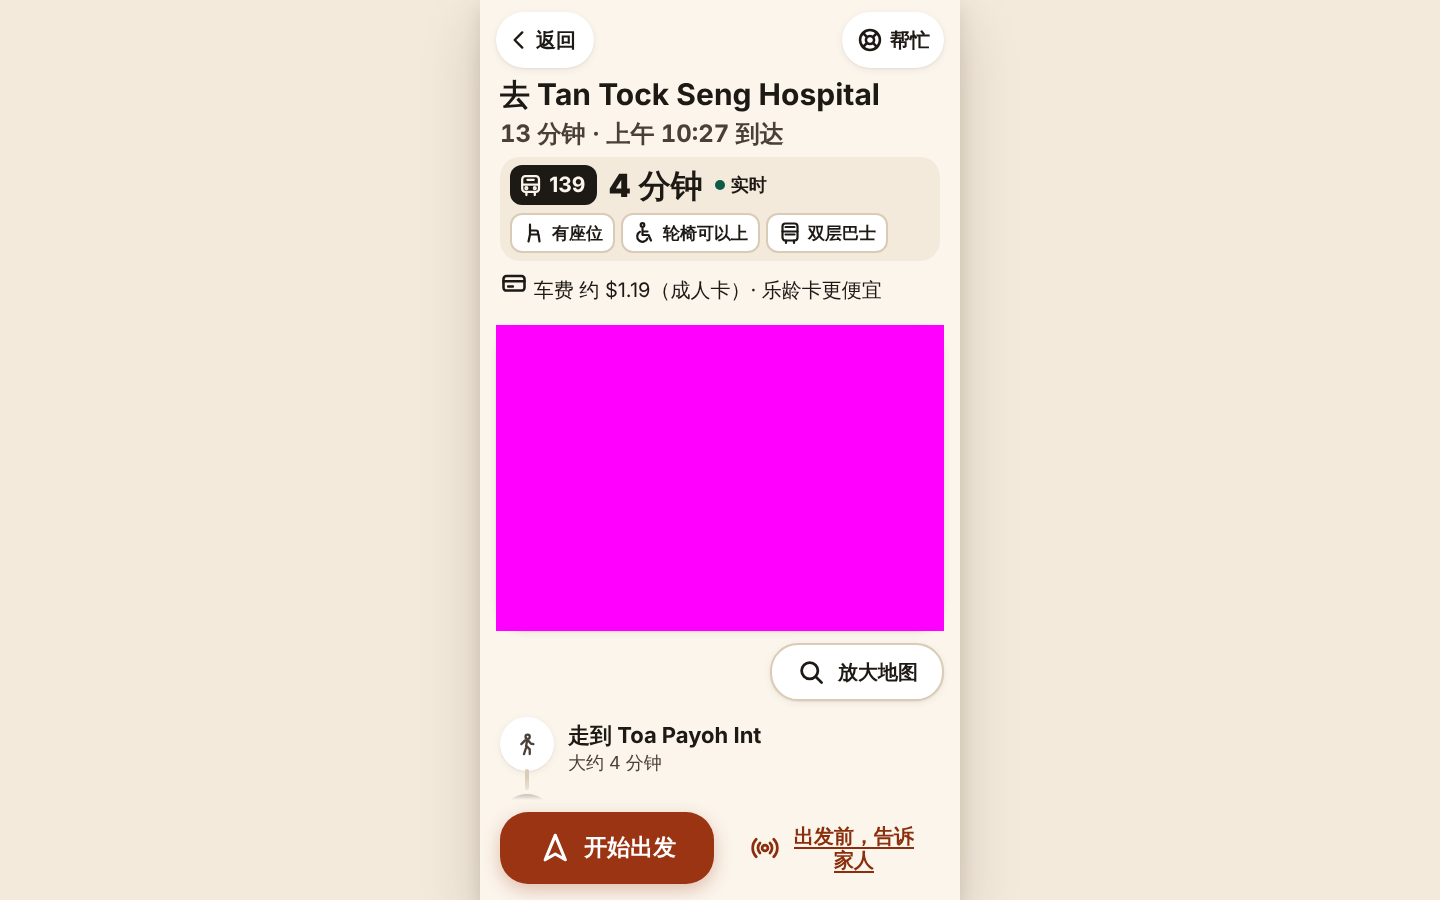 返回
帮忙
去 Tan Tock Seng Hospital
13 分钟 · 上午 10:27 到达
139 4 分钟 实时
有座位 轮椅可以上 双层巴士
车费 约 $1.19（成人卡）· 乐龄卡更便宜
放大地图
走到 Toa Payoh Int
大约 4 分钟
开始出发
出发前，告诉
家人